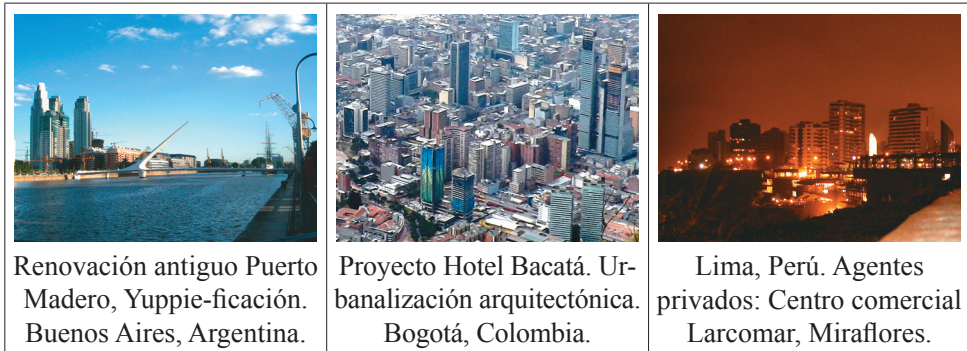 Renovación antiguo Puerto
Madero, Yuppie-ficación.
Buenos Aires, Argentina.
Proyecto Hotel Bacatá. Ur-
banalización arquitectónica.
Bogotá, Colombia.
Lima, Perú. Agentes
privados: Centro comercial
Larcomar, Miraflores.